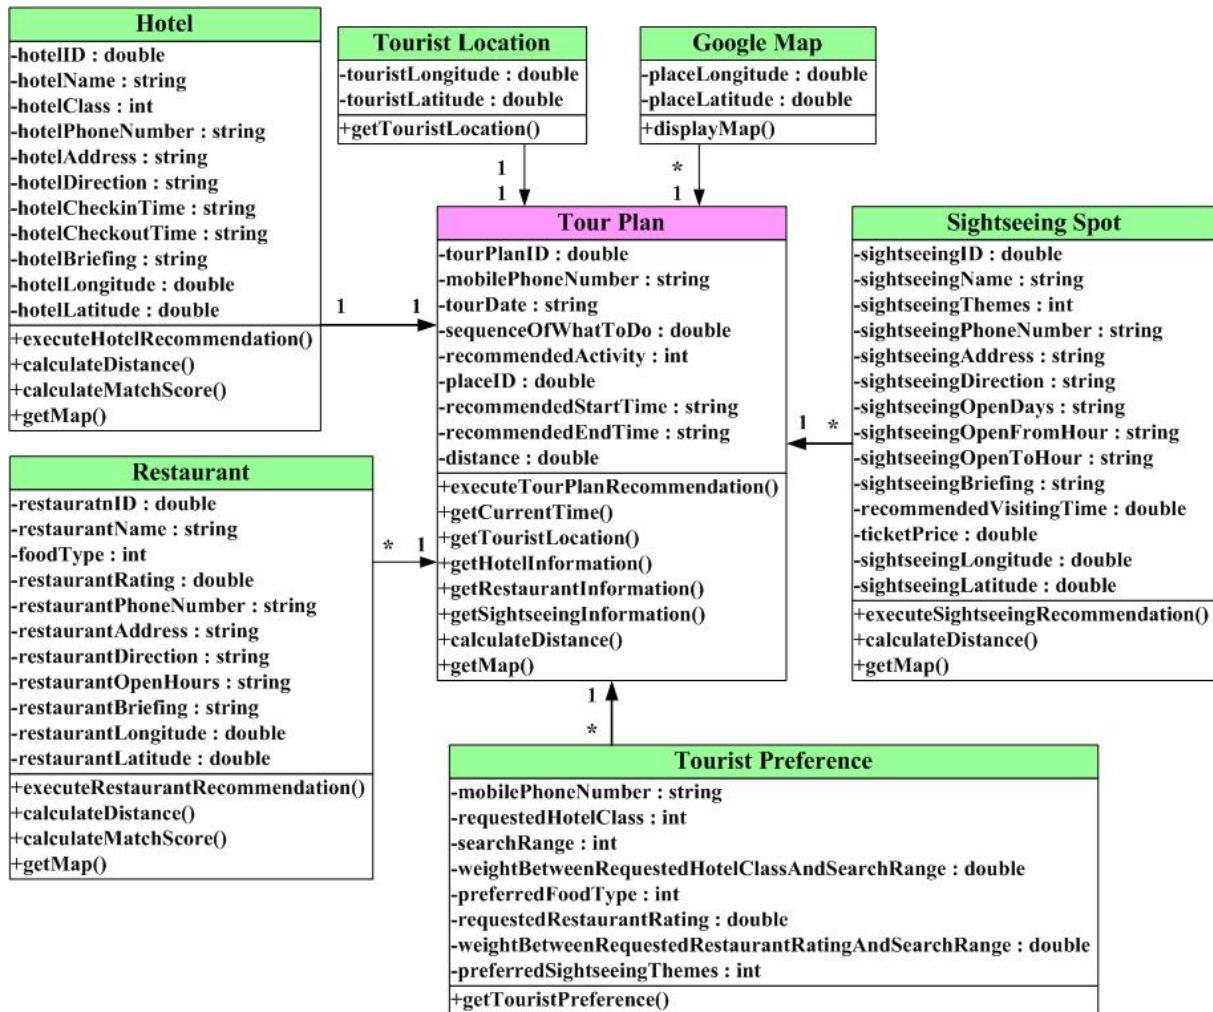 Hotel
-hotelID : double
-hotelName : string
-hotelClass : int
-hotelPhoneNumber : string
-hotelAddress : string
-hotelDirection : string
-hotelCheckinTime : string
-hotelCheckoutTime : string
-hotelBriefing : string
-hotelLongitude : double
-hotelLatitude : double
+executeHotelRecommendation()
+calculateDistance()
+calculateMatchScore()
+getMap()
Tourist Location
-touristLongitude : double
-touristLatitude : double
+getTouristLocation()
Google Map
-placeLongitude : double
-placeLatitude : double
+displayMap()
1
1
*
1
1 1
Tour Plan
-tourPlanID : double
-mobilePhoneNumber : string
-tourDate : string
-sequenceOfWhatToDo : double
-recommendedActivity : int
-placeID : double
-recommendedStartTime : string
-recommendedEndTime : string
-distance : double
+executeTourPlanRecommendation()
+getCurrentTime()
+getTouristLocation()
+getHotelInformation()
+getRestaurantInformation()
+getSightseeingInformation()
+calculateDistance()
+getMap()
1 *
Sightseeing Spot
-sightseeingID : double
-sightseeingName : string
-sightseeingThemes : int
-sightseeingPhoneNumber : string
-sightseeingAddress : string
-sightseeingDirection : string
-sightseeingOpenDays : string
-sightseeingOpenFromHour : string
-sightseeingOpenToHour : string
-sightseeingBriefing : string
-recommendedVisitingTime : double
-ticketPrice : double
-sightseeingLongitude : double
-sightseeingLatitude : double
+executeSightseeingRecommendation()
+calculateDistance()
+getMap()
Restaurant
-restauratnID : double
-restaurantName : string
-foodType : int
-restaurantRating : double
-restaurantPhoneNumber : string
-restaurantAddress : string
-restaurantDirection : string
-restaurantOpenHours : string
-restaurantBriefing : string
-restaurantLongitude : double
-restaurantLatitude : double
+executeRestaurantRecommendation()
+calculateDistance()
+calculateMatchScore()
+getMap()
* 1
1
*
Tourist Preference
-mobilePhoneNumber : string
-requestedHotelClass : int
-searchRange : int
-weightBetweenRequestedHotelClassAndSearchRange : double
-preferredFoodType : int
-requestedRestaurantRating : double
-weightBetweenRequestedRestaurantRatingAndSearchRange : double
-preferredSightseeingThemes : int
+getTouristPreference()